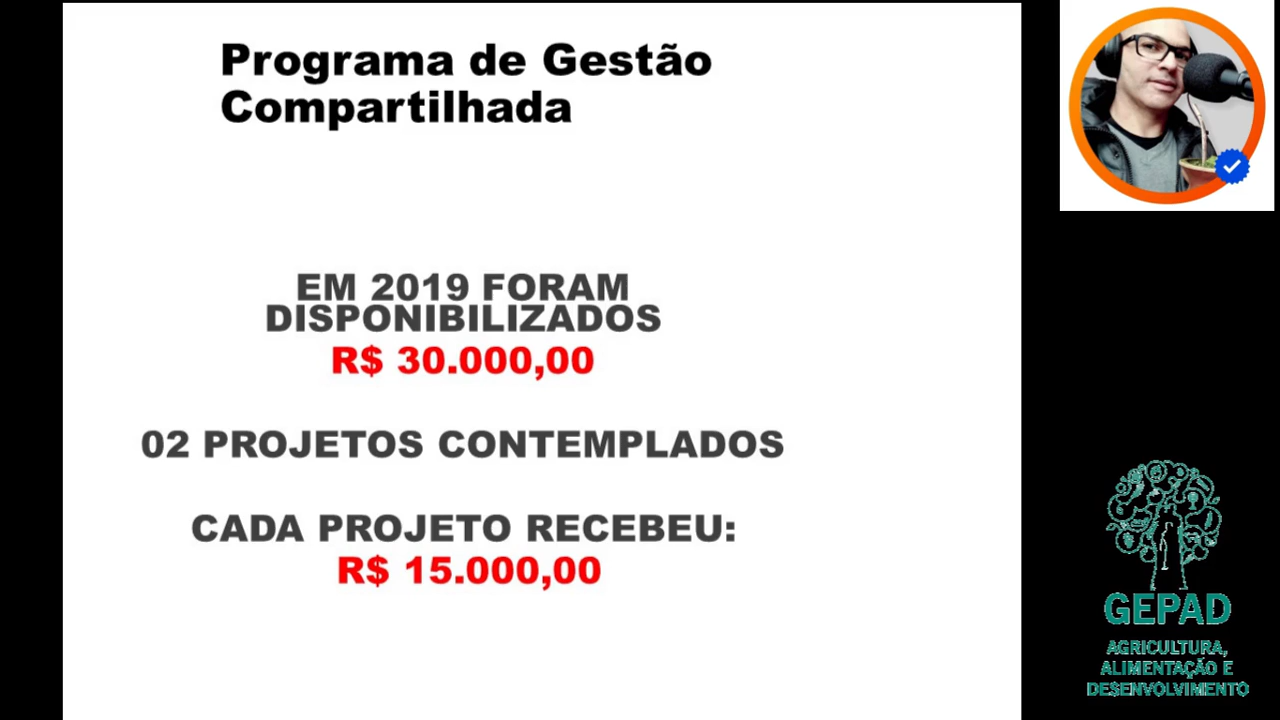 Programa de Gestão
Compartilhada
EM 2019 FORAM
DISPONIBILIZADOS
R$ 30.000,00
02 PROJETOS CONTEMPLADOS
CADA PROJETO RECEBEU:
R$ 15.000,00
GEPAD
AGRICULTURA,
ALIMENTAÇÃO E
DESENVOLVIMENTO